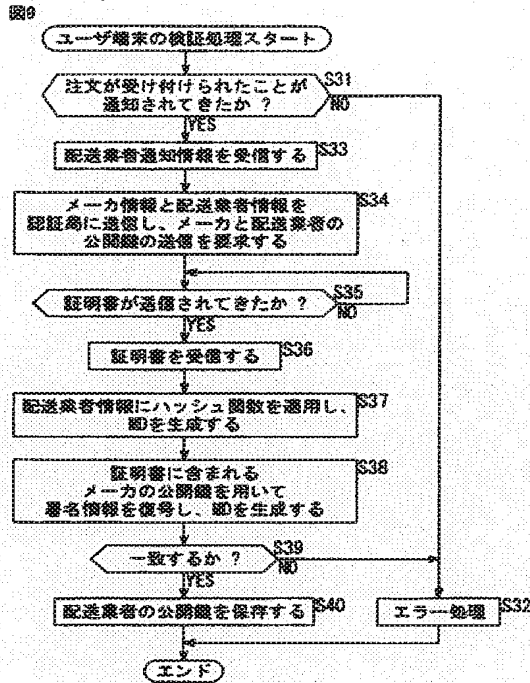 図9
ユーザ端末の検証処理スタート
注文が受け付けられたことが
通知されてきたか ?
S31
NO
YES
配送業者通知情報を受信する
S33
メーカ情報と配送業者情報を
認証局に送信し、メーカと配送業者の
公開鍵の送信を要求する
S34
証明書が送信されてきたか ?
S35
NO
YES
証明書を受信する
S36
配送業者情報にハッシュ関数を適用し、
MDを生成する
S37
証明書に含まれる
メーカの公開鍵を用いて
署名情報を復号し、MDを生成する
S38
一致するか ?
S39
NO
YES
配送業者の公開鍵を保存する
S40
エラー処理
S32
エンド